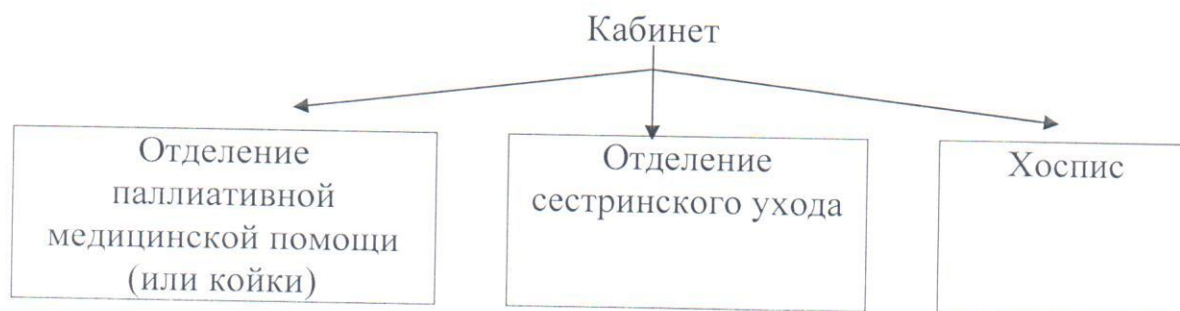 Кабинет
Отделение
паллиативной
медицинской помощи
(или койки)
Отделение
сестринского ухода
Хоспис